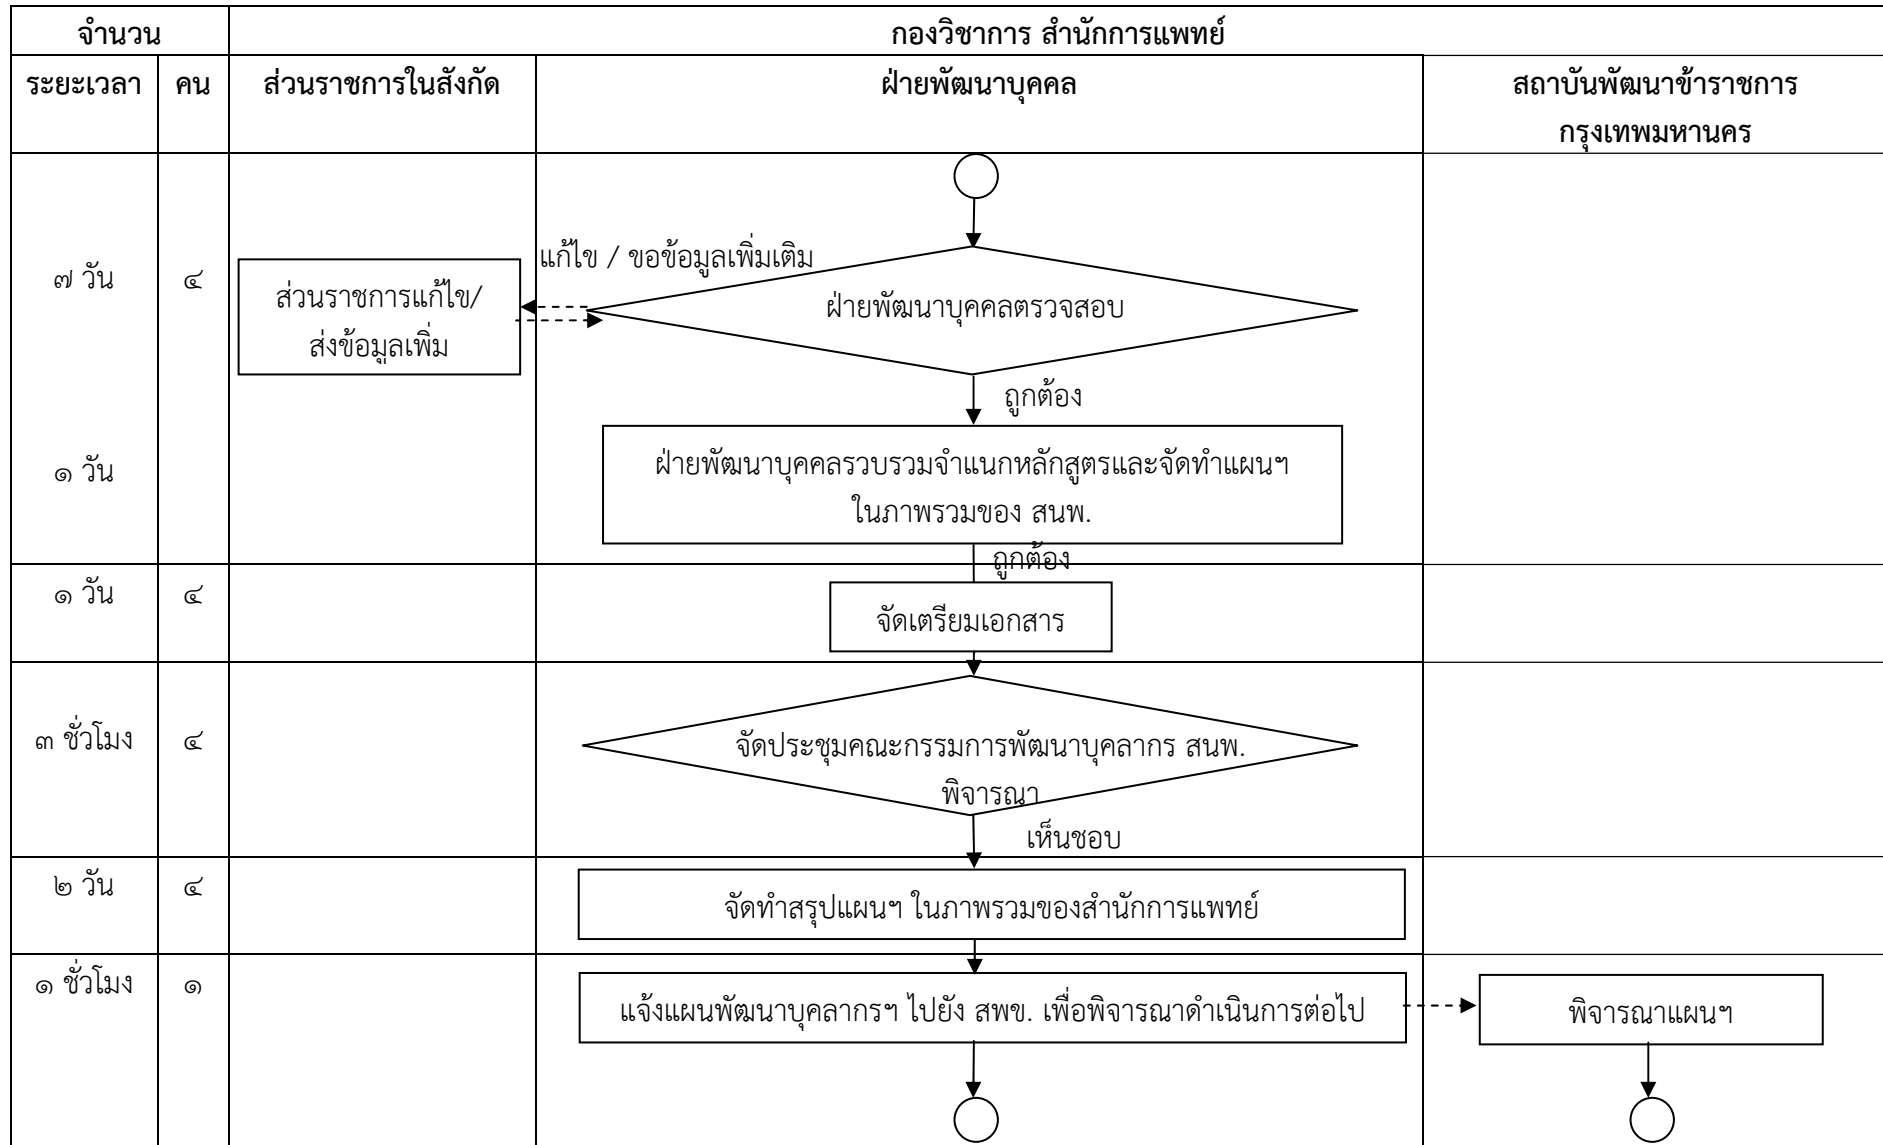 จำนวน
กองวิชาการ สำนักการแพทย์
ระยะเวลา
คน
ส่วนราชการในสังกัด
ฝ่ายพัฒนาบุคคล
สถาบันพัฒนาข้าราชการ
กรุงเทพมหานคร
๗ วัน
๔
ส่วนราชการแก้ไข/
ส่งข้อมูลเพิ่ม
แก้ไข / ขอข้อมูลเพิ่มเติม
ฝ่ายพัฒนาบุคคลตรวจสอบ
ถูกต้อง
๑ วัน
ฝ่ายพัฒนาบุคคลรวบรวมจำแนกหลักสูตรและจัดทำแผนฯ
ในภาพรวมของ สนพ.
ถูกต้อง
๑ วัน
๔
จัดเตรียมเอกสาร
๓ ชั่วโมง
๔
จัดประชุมคณะกรรมการพัฒนาบุคลากร สนพ.
พิจารณา
เห็นชอบ
๒ วัน
๔
จัดทำสรุปแผนฯ ในภาพรวมของสำนักการแพทย์
๑ ชั่วโมง
๑
แจ้งแผนพัฒนาบุคลากรฯ ไปยัง สพข. เพื่อพิจารณาดำเนินการต่อไป
พิจารณาแผนฯ